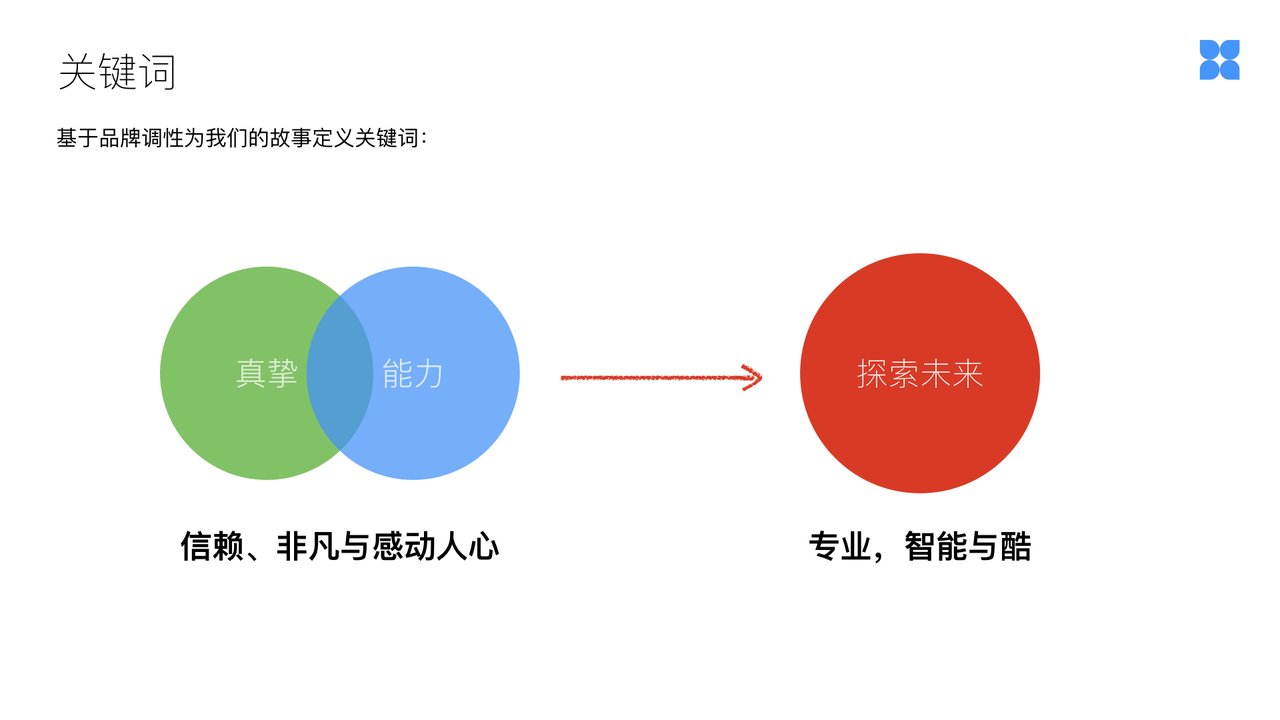 关键词
基于品牌调性为我们的故事定义关键词：
真挚
能力
探索未来
信赖、非凡与感动人心
专业，智能与酷